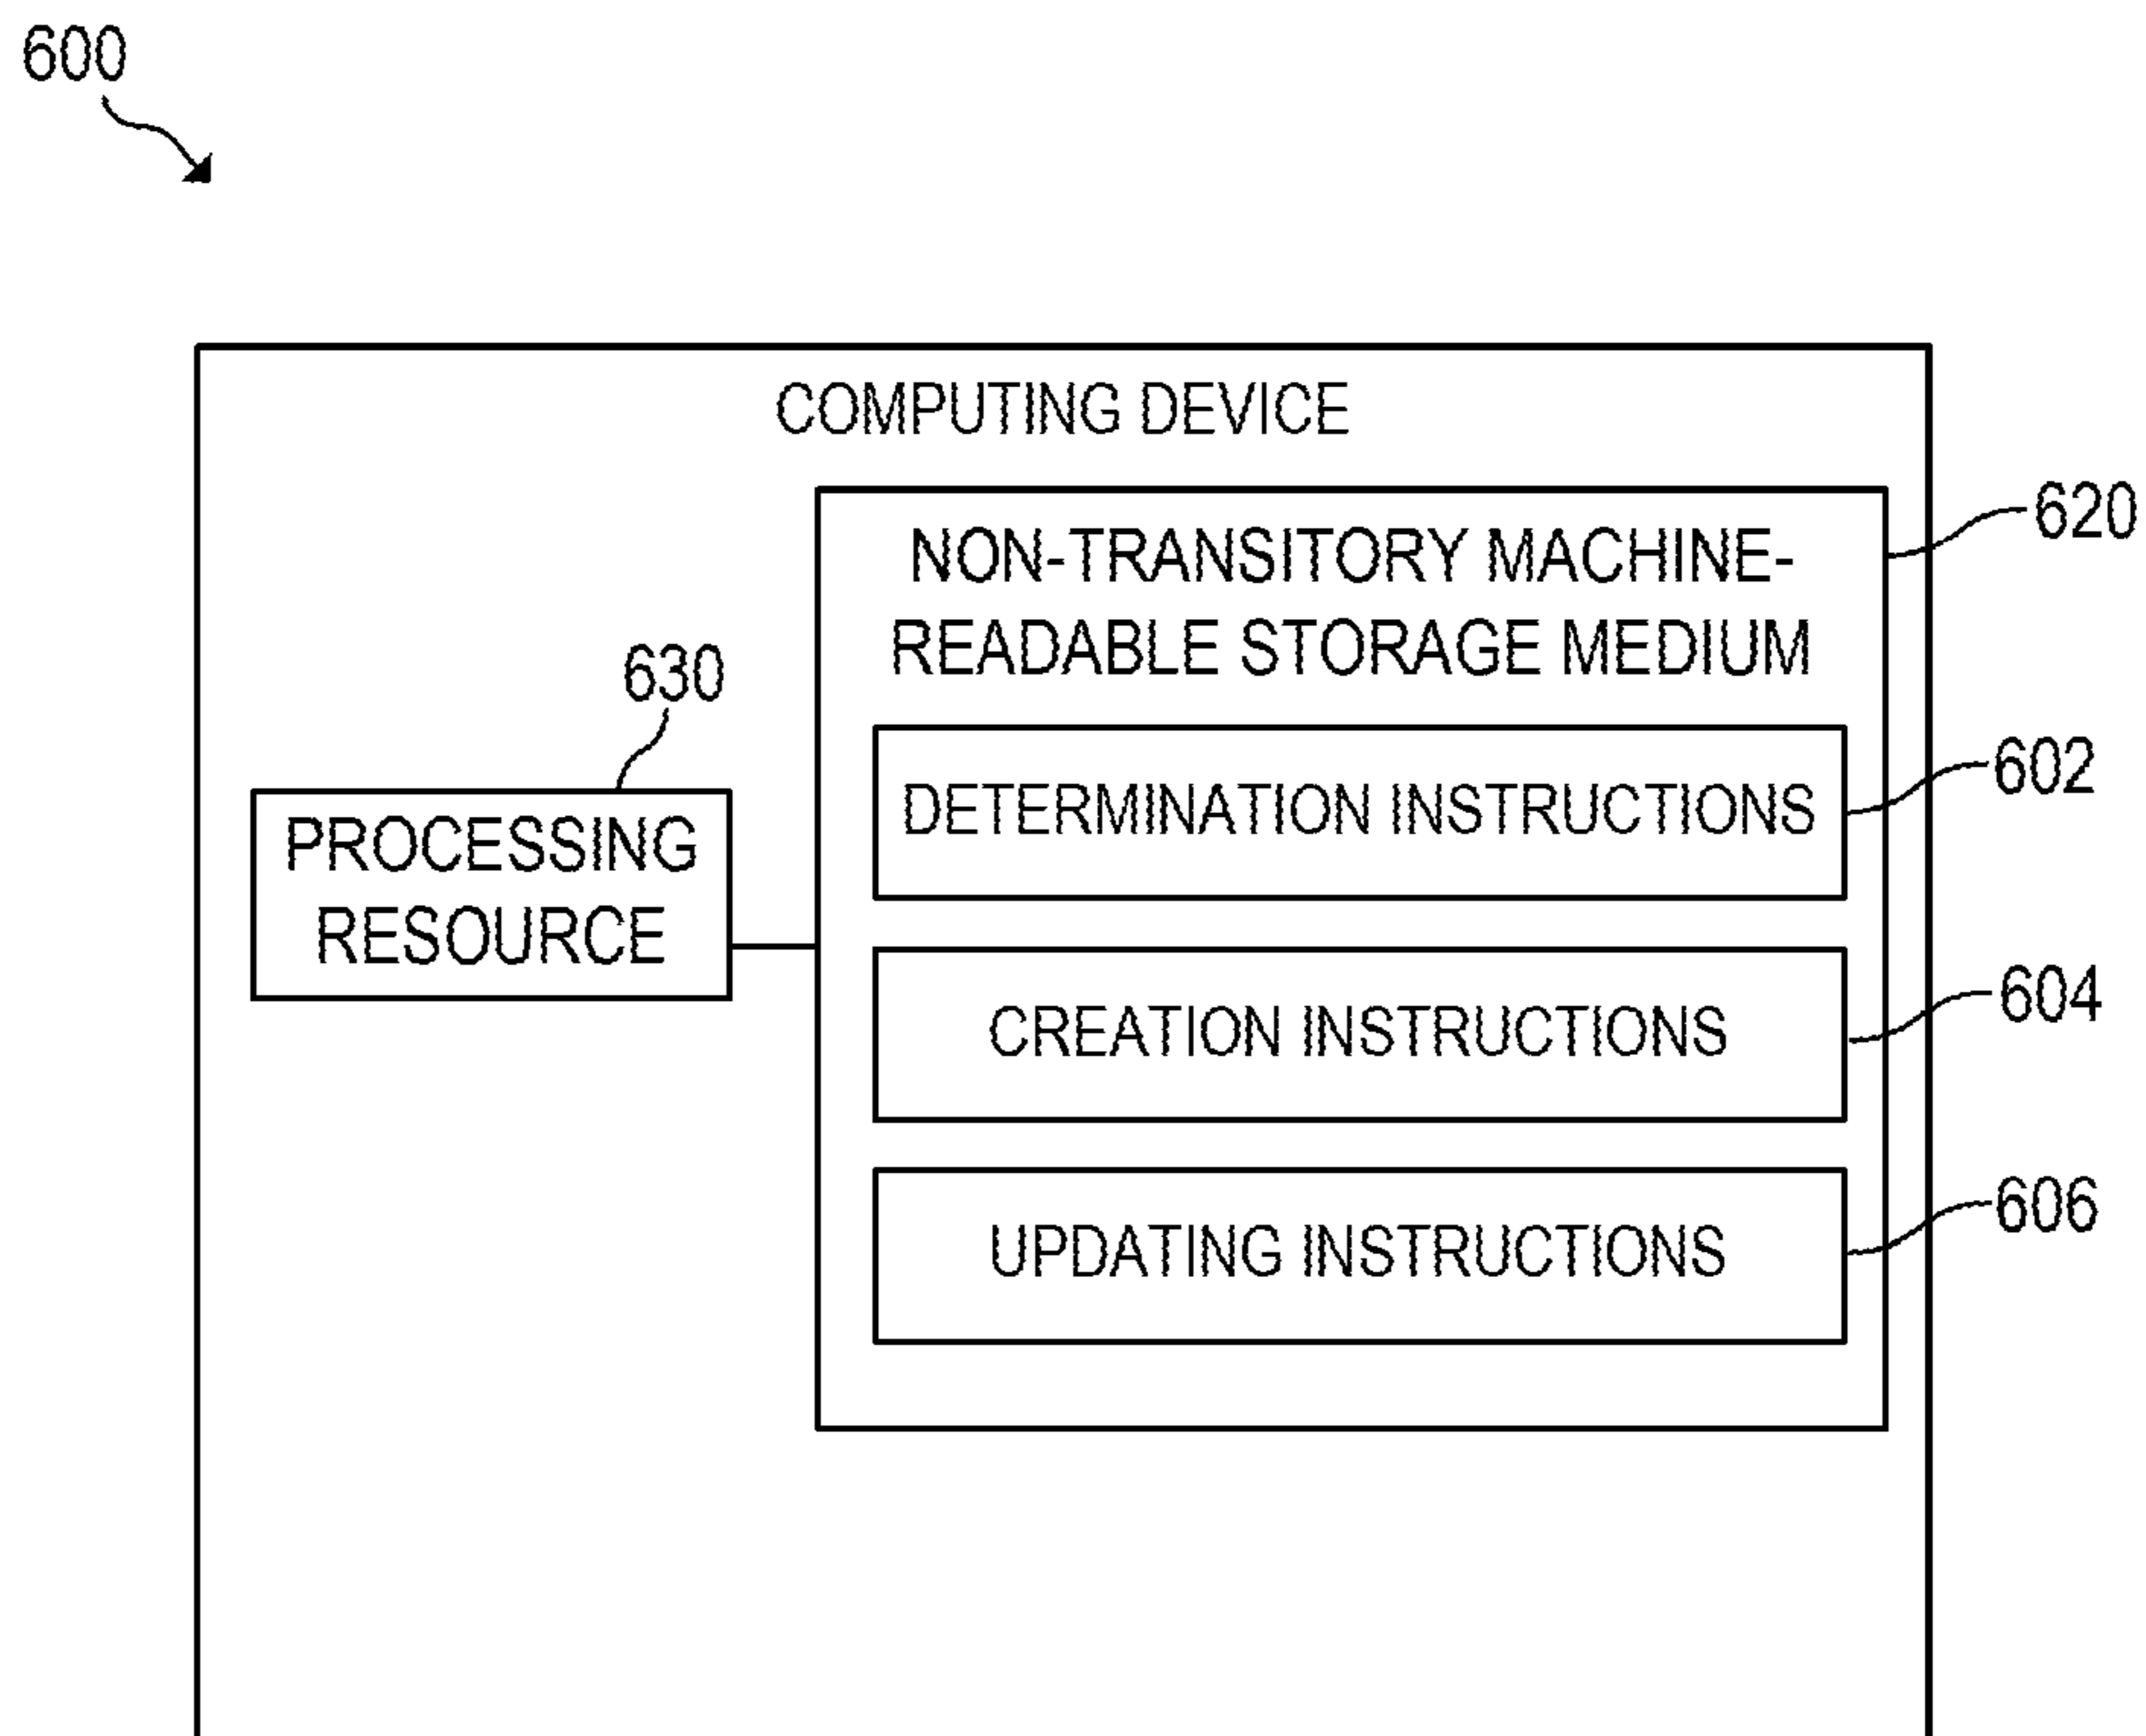 600
COMPUTING DEVICE
620
NON-TRANSITORY MACHINE-
READABLE STORAGE MEDIUM
630
602
DETERMINATION INSTRUCTIONS
PROCESSING
RESOURCE
604
CREATION INSTRUCTIONS
606
UPDATING INSTRUCTIONS